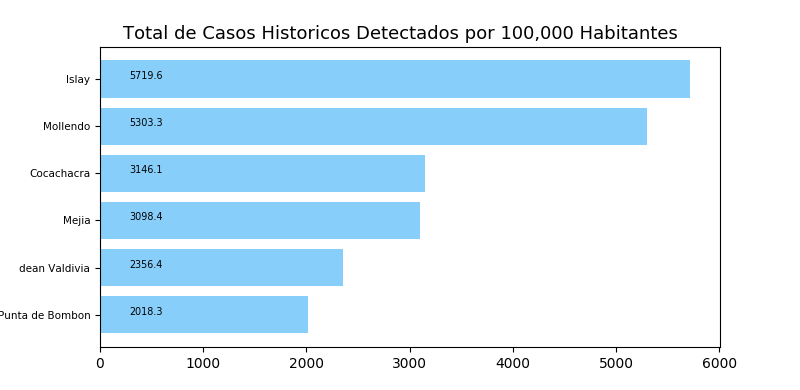 Total de Casos Historicos Detectados por 100,000 Habitantes
Islay 5719.6
Mollendo 5303.3
Cocachacra 3146.1
Mejia 3098.4
dean Valdivia 2356.4
Punta de Bombon 2018.3
0 1000 2000 3000 4000 5000 6000